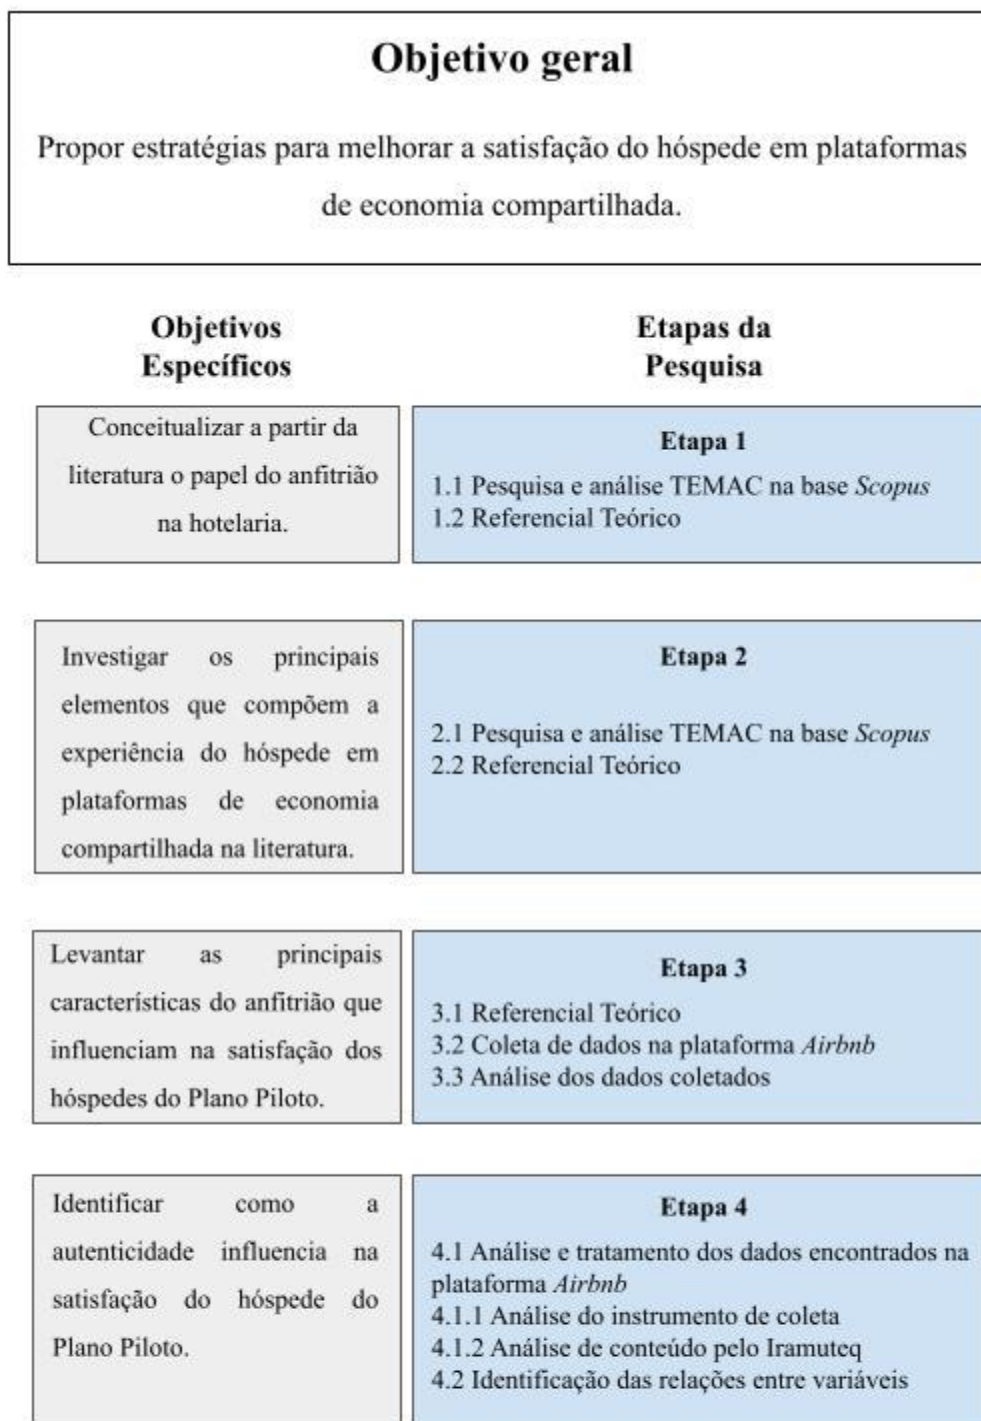 Objetivo geral
Propor estratégias para melhorar a satisfação do hóspede em plataformas
de economia compartilhada.
Objetivos
Específicos
Etapas da
Pesquisa
Conceitualizar a partir da
literatura o papel do anfitrião
na hotelaria.
Etapa 1
1.1 Pesquisa e análise TEMAC na base Scopus
1.2 Referencial Teórico
Investigar os principais
elementos que compõem a
experiência do hóspede em
plataformas de economia
compartilhada na literatura.
Etapa 2
2.1 Pesquisa e análise TEMAC na base Scopus
2.2 Referencial Teórico
Levantar as principais
características do anfitrião que
influenciam na satisfação dos
hóspedes do Plano Piloto.
Etapa 3
3.1 Referencial Teórico
3.2 Coleta de dados na plataforma Airbnb
3.3 Análise dos dados coletados
Identificar como a
autenticidade influencia na
satisfação do hóspede do
Plano Piloto.
Etapa 4
4.1 Análise e tratamento dos dados encontrados na
plataforma Airbnb
4.1.1 Análise do instrumento de coleta
4.1.2 Análise de conteúdo pelo Iramuteq
4.2 Identificação das relações entre variáveis